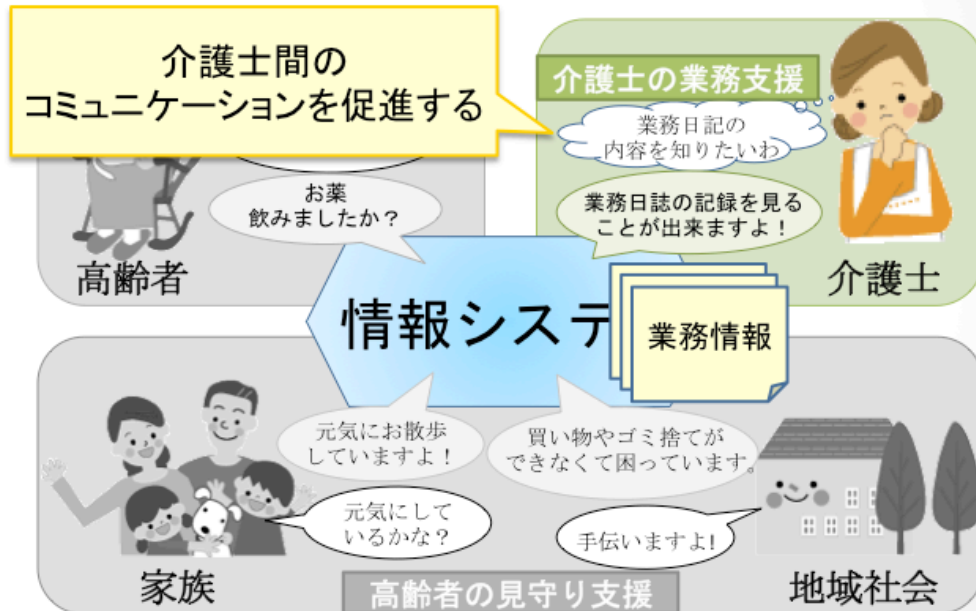 介護士間の
コミュニケーションを促進する
介護士の業務支援
業務日記の
内容を知りたいわ
お薬
飲みましたか？
業務日誌の記録を見る
ことが出来ますよ！
高齢者
介護士
情報システ
業務情報
元気にお散歩
していますよ！
買い物やゴミ捨てが
できなくて困っています。
元気にして
いるかな？
手伝いますよ!
家族
高齢者の見守り支援
地域社会